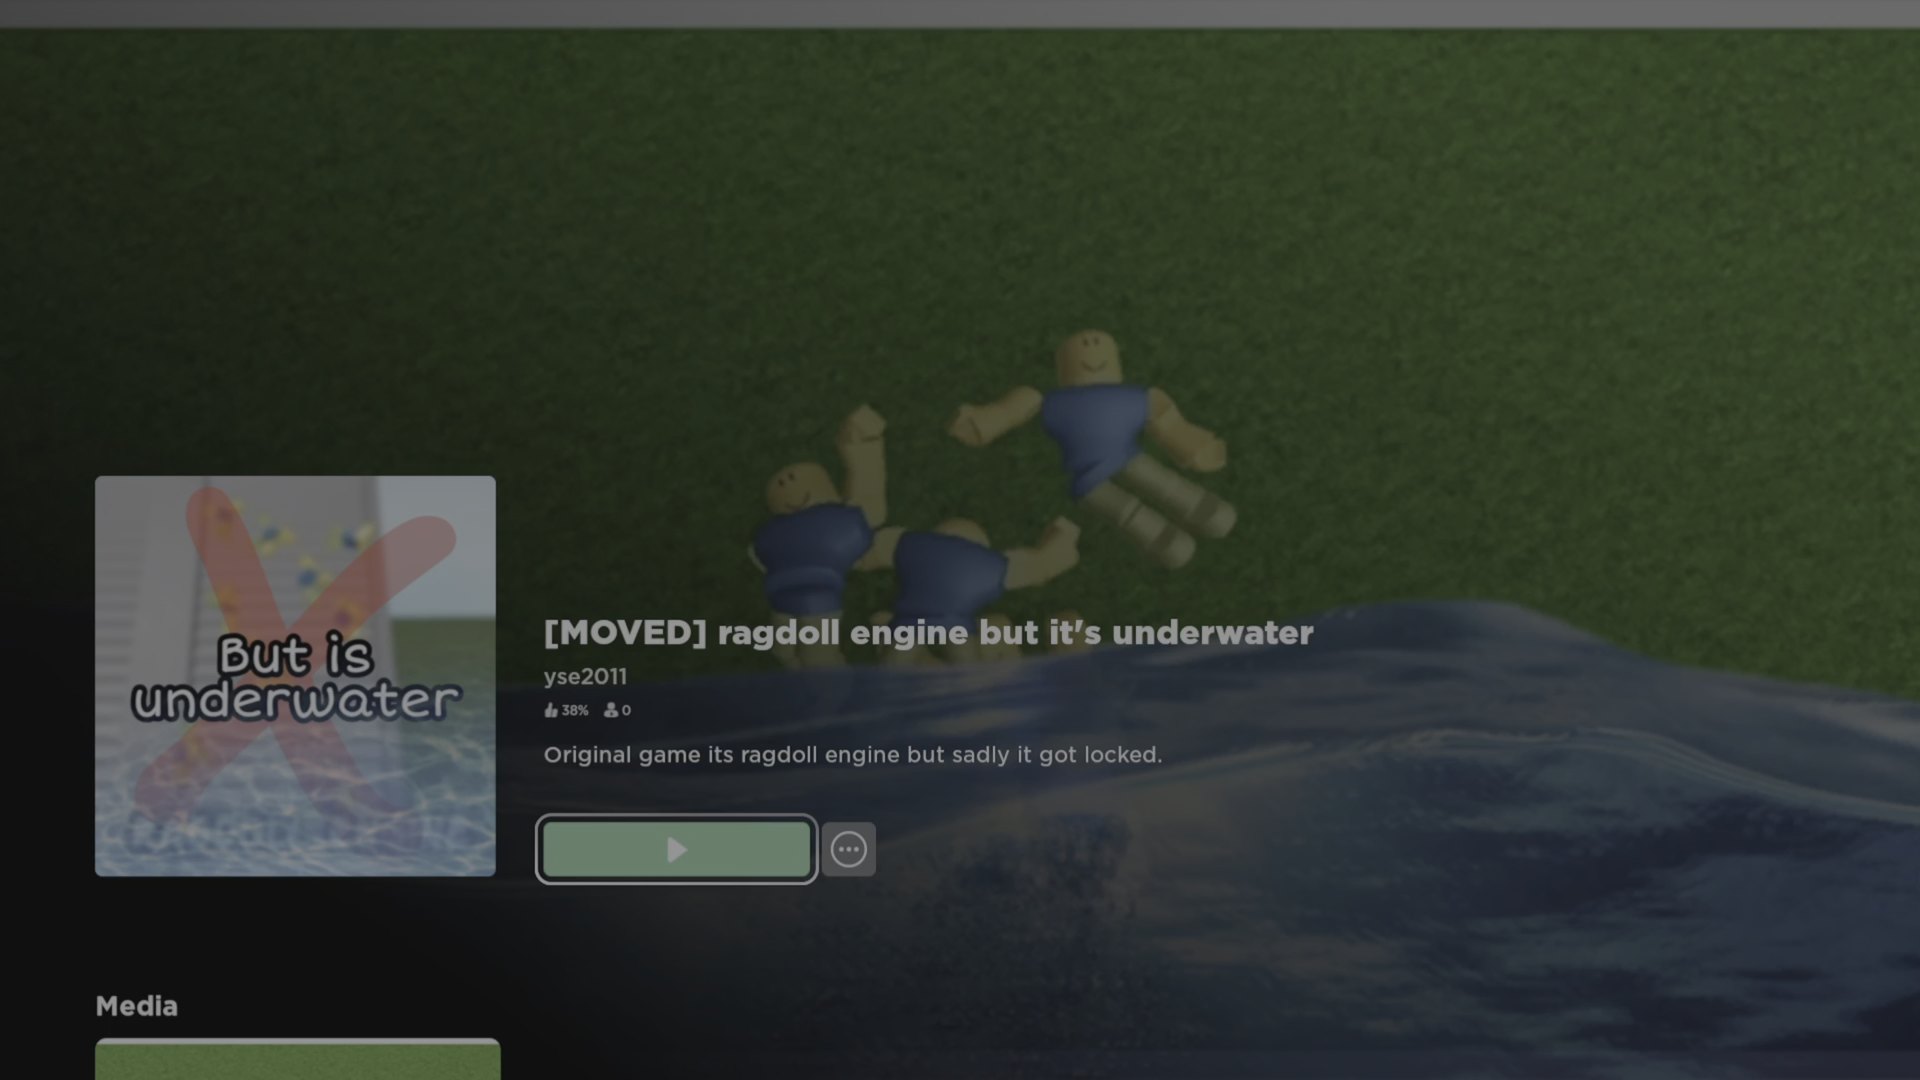 But is
underwater
[MOVED] ragdoll engine but it's underwater
yse2011
38% 0
Original game its ragdoll engine but sadly it got locked.
Media